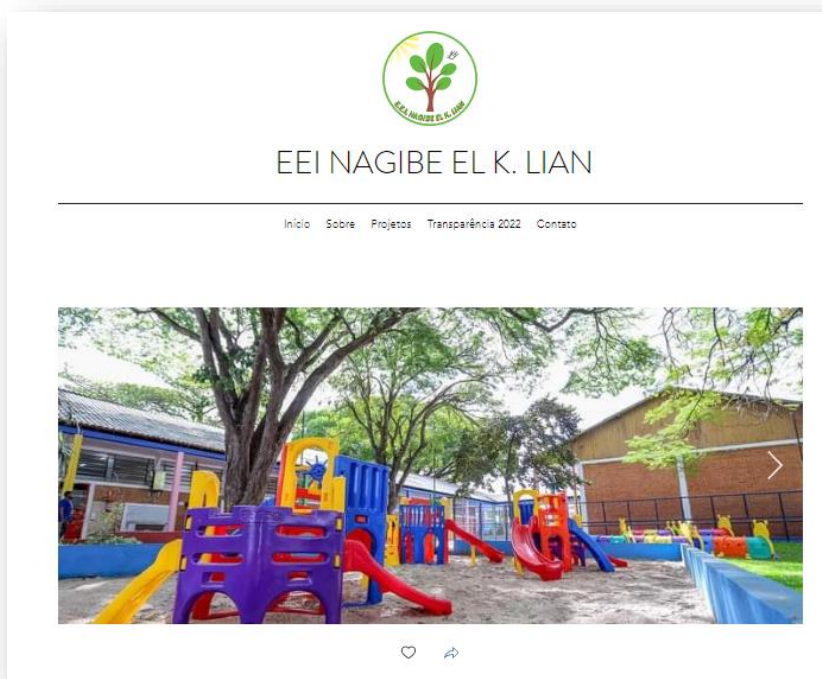 E.E.I. NAGIBE EL K. LIAN
EEI NAGIBE EL K. LIAN
Início Sobre Projetos Transparência 2022 Contato